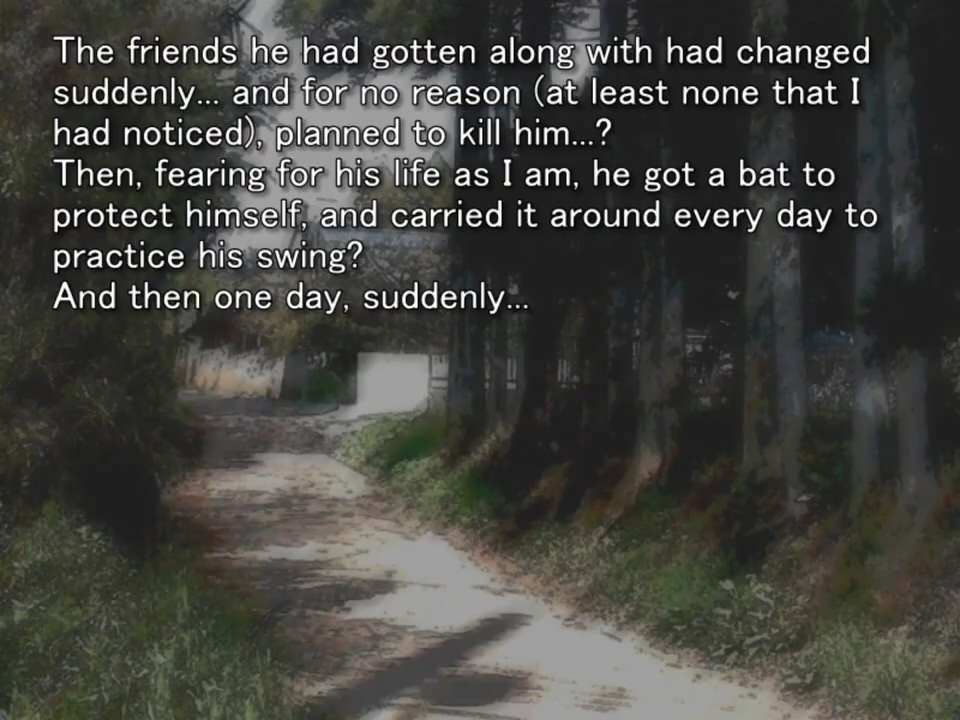 The friends he had gotten along with had changed
suddenly... and for no reason (at least none that I
had noticed), planned to kill him...?
Then, fearing for his life as I am, he got a bat to
protect himself, and carried it around every day to
practice his swing?
And then one day, suddenly...